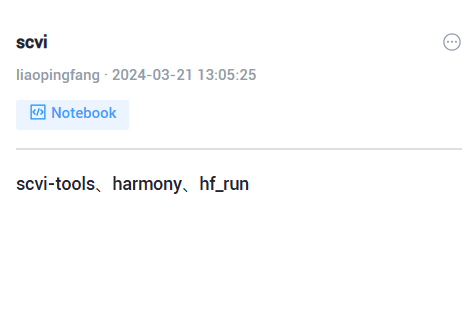 scvi
liaopingfang · 2024-03-21 13:05:25
Notebook
scvi-tools、harmony、hf_run